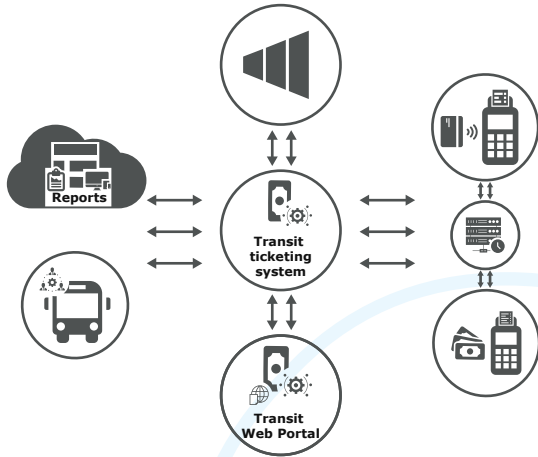 Reports
Transit
ticketing
system
Transit
Web Portal